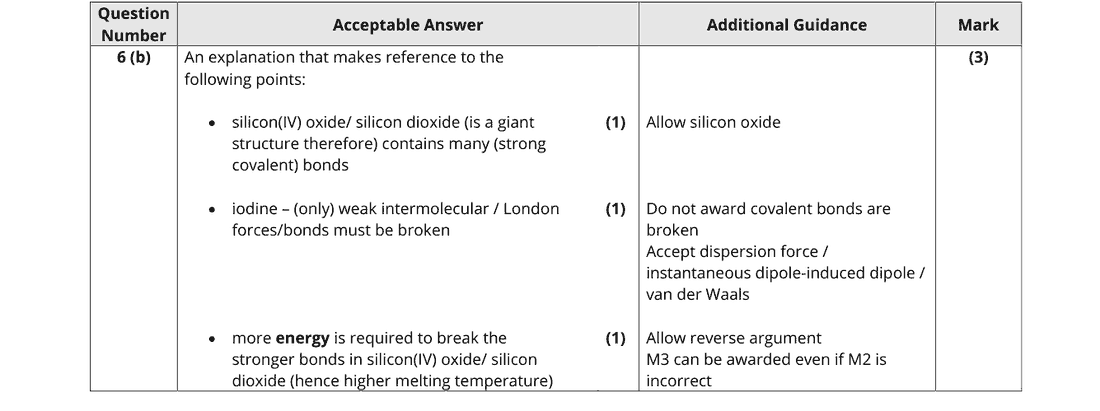 Question Number Acceptable Answer Additional Guidance Mark
6 (b) An explanation that makes reference to the (3)
following points:
• silicon(IV) oxide/ silicon dioxide (is a giant (1) Allow silicon oxide
structure therefore) contains many (strong
covalent) bonds
• iodine – (only) weak intermolecular / London (1) Do not award covalent bonds are
forces/bonds must be broken broken
Accept dispersion force /
instantaneous dipole-induced dipole /
van der Waals
• more energy is required to break the (1) Allow reverse argument
stronger bonds in silicon(IV) oxide/ silicon M3 can be awarded even if M2 is
dioxide (hence higher melting temperature) incorrect